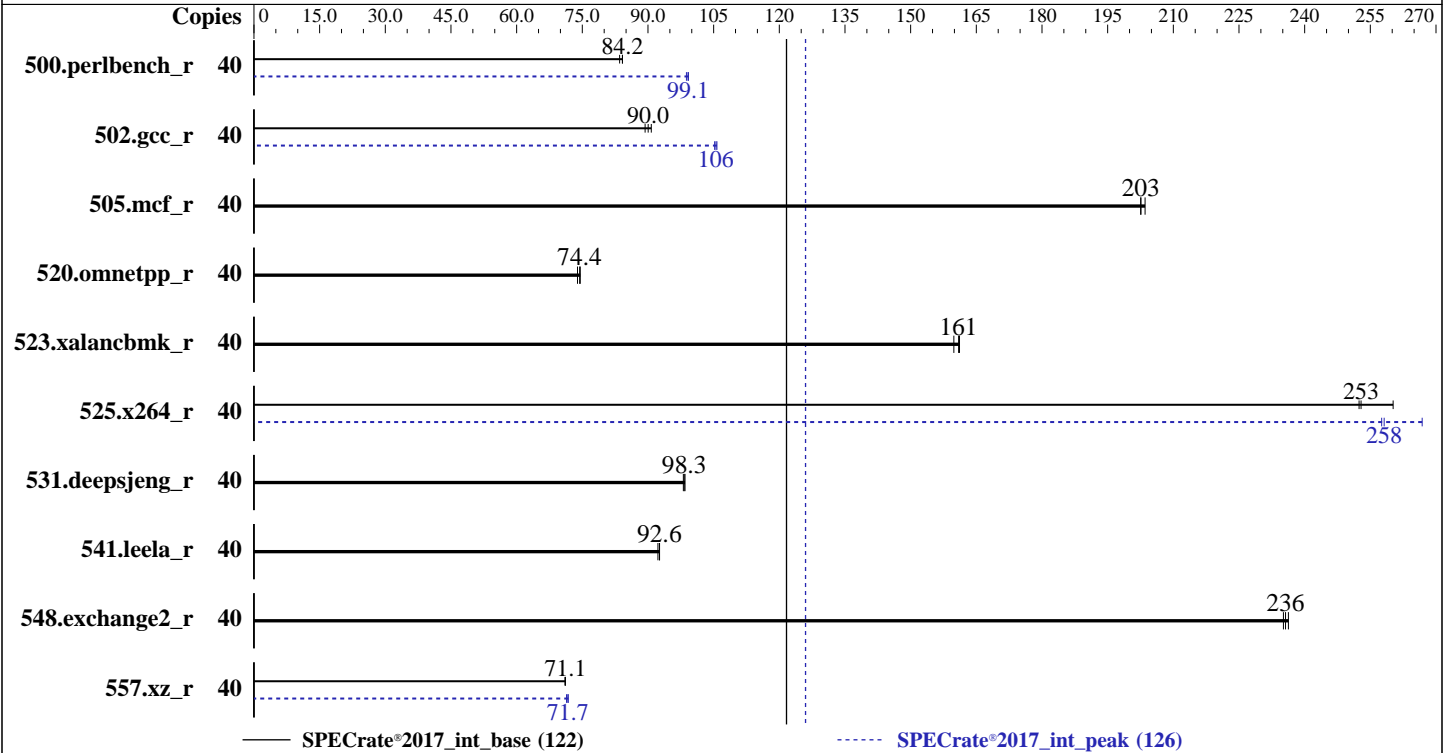 Copies 0 15.0 30.0 45.0 60.0 75.0 90.0 105 120 135 150 165 180 195 210 225 240 255 270
500.perlbench_r 40 84.2
99.1
502.gcc_r 40 90.0
106
505.mcf_r 40 203
520.omnetpp_r 40 74.4
523.xalancbmk_r 40 161
525.x264_r 40 253
258
531.deepsjeng_r 40 98.3
541.leela_r 40 92.6
548.exchange2_r 40 236
557.xz_r 40 71.1
71.7
SPECrate®2017_int_base (122) SPECrate®2017_int_peak (126)